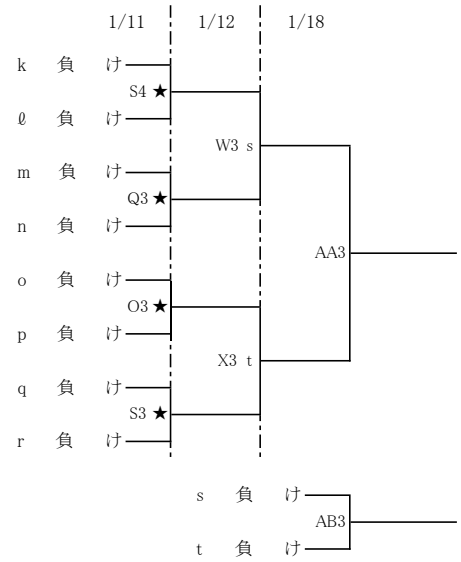 1/11 1/12 1/18
k 負 け
S4 ★
ℓ 負 け
W3 s
m 負 け
Q3 ★
n 負 け
AA3
o 負 け
O3 ★
p 負 け
X3 t
q 負 け
S3 ★
r 負 け
s 負 け
AB3
t 負 け